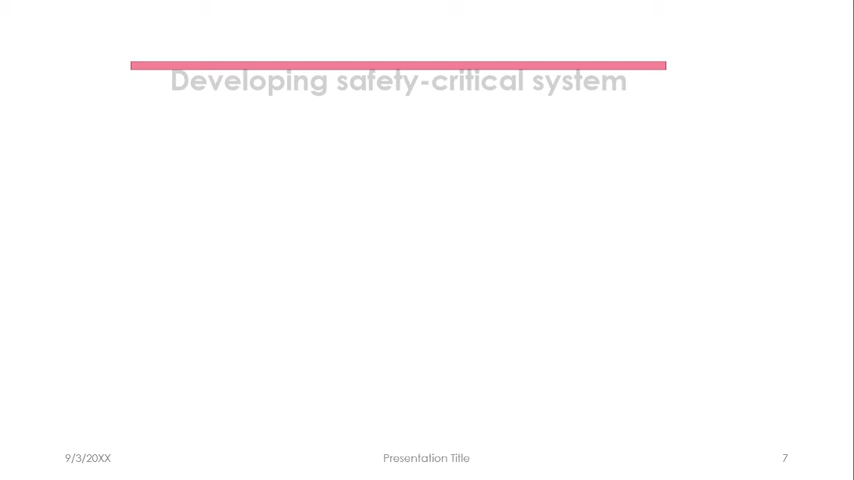 Developing safety-critical system
9/3/20XX
Presentation Title
7